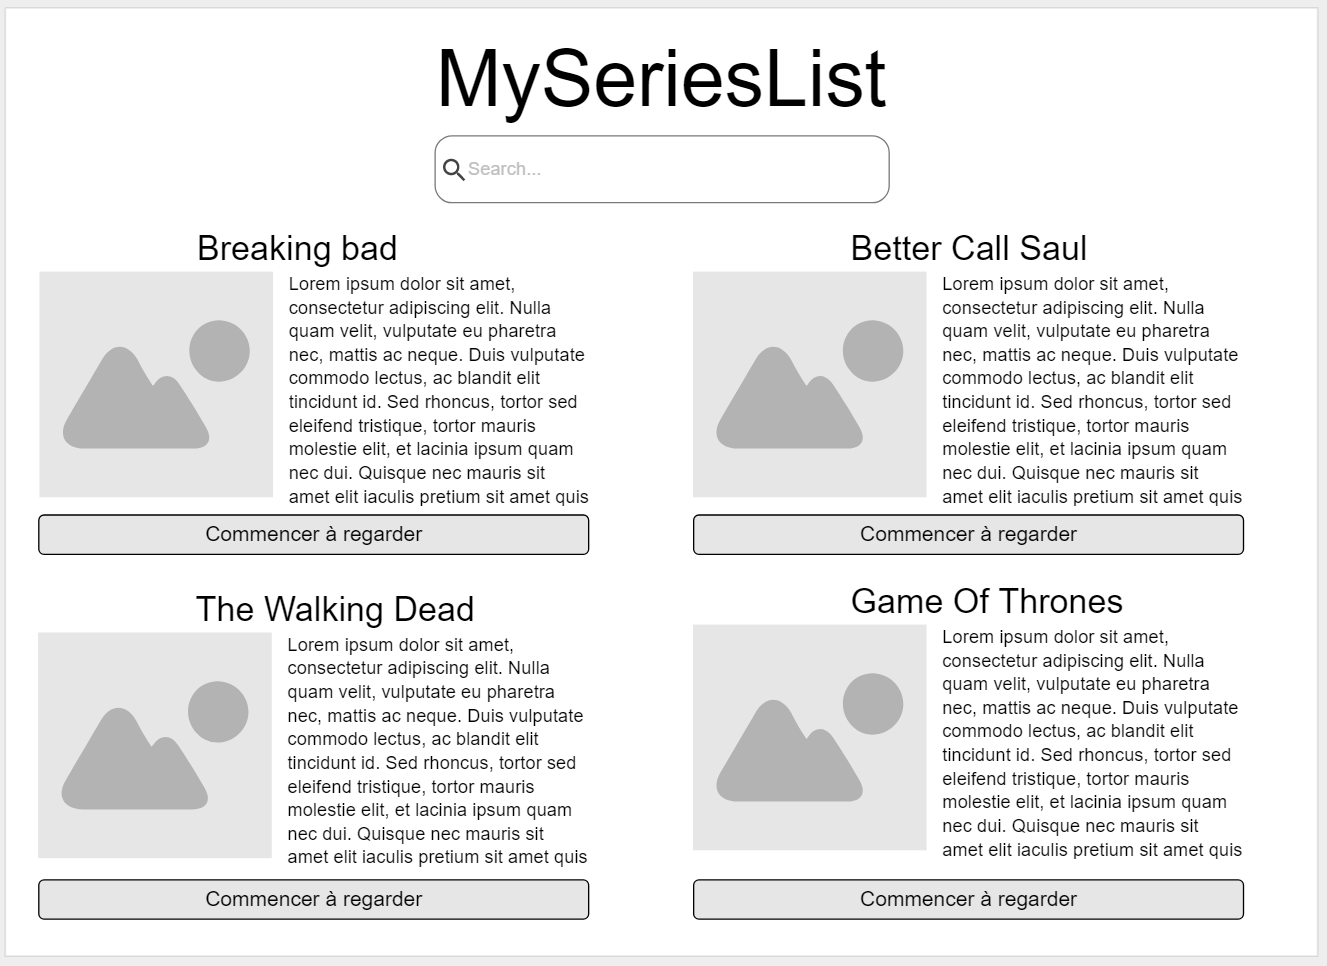 MySeriesList
Search...
Breaking bad
Lorem ipsum dolor sit amet,
consectetur adipiscing elit. Nulla
quam velit, vulputate eu pharetra
nec, mattis ac neque. Duis vulputate
commodo lectus, ac blandit elit
tincidunt id. Sed rhoncus, tortor sed
eleifend tristique, tortor mauris
molestie elit, et lacinia ipsum quam
nec dui. Quisque nec mauris sit
amet elit iaculis pretium sit amet quis
Commencer à regarder
Better Call Saul
Lorem ipsum dolor sit amet,
consectetur adipiscing elit. Nulla
quam velit, vulputate eu pharetra
nec, mattis ac neque. Duis vulputate
commodo lectus, ac blandit elit
tincidunt id. Sed rhoncus, tortor sed
eleifend tristique, tortor mauris
molestie elit, et lacinia ipsum quam
nec dui. Quisque nec mauris sit
amet elit iaculis pretium sit amet quis
Commencer à regarder
The Walking Dead
Lorem ipsum dolor sit amet,
consectetur adipiscing elit. Nulla
quam velit, vulputate eu pharetra
nec, mattis ac neque. Duis vulputate
commodo lectus, ac blandit elit
tincidunt id. Sed rhoncus, tortor sed
eleifend tristique, tortor mauris
molestie elit, et lacinia ipsum quam
nec dui. Quisque nec mauris sit
amet elit iaculis pretium sit amet quis
Commencer à regarder
Game Of Thrones
Lorem ipsum dolor sit amet,
consectetur adipiscing elit. Nulla
quam velit, vulputate eu pharetra
nec, mattis ac neque. Duis vulputate
commodo lectus, ac blandit elit
tincidunt id. Sed rhoncus, tortor sed
eleifend tristique, tortor mauris
molestie elit, et lacinia ipsum quam
nec dui. Quisque nec mauris sit
amet elit iaculis pretium sit amet quis
Commencer à regarder